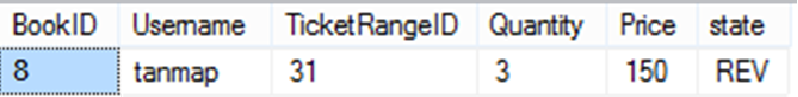 BookID Username TicketRangeID Quantity Price state
8 tanmap 31 3 150 REV